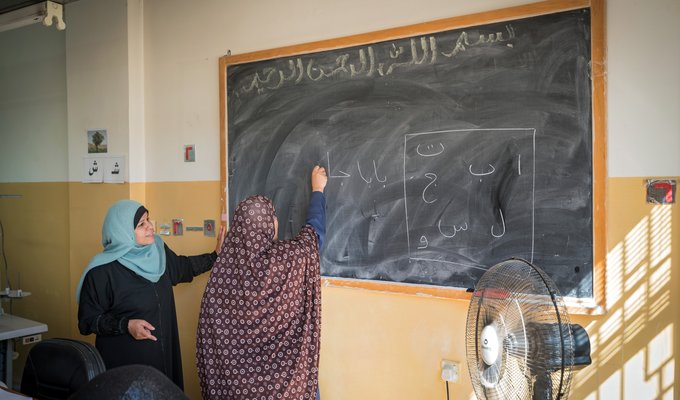 بسم الله الرحمن الرحيم
ا ب ت
ج
ل س و
بابا جا
ش
س